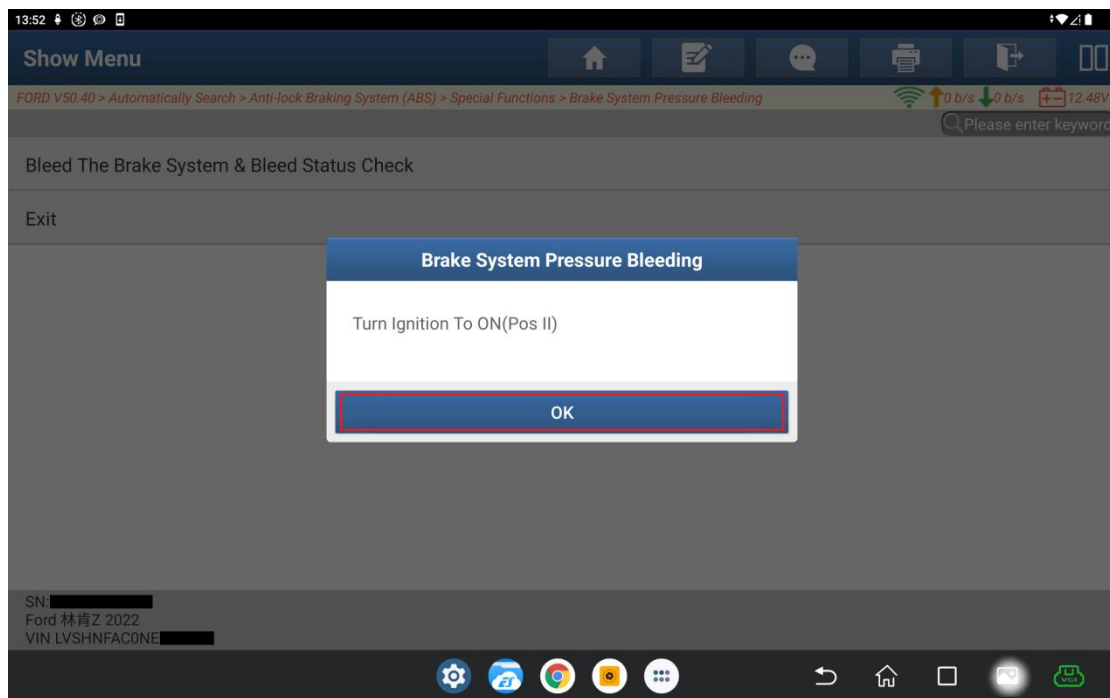 13:52
Show Menu
FORD V50.40 > Automatically Search > Anti-lock Braking System (ABS) > Special Functions > Brake System Pressure Bleeding
0 b/s 0 b/s 12.48V
Please enter keyword
Bleed The Brake System & Bleed Status Check
Exit
Brake System Pressure Bleeding
Turn Ignition To ON(Pos II)
OK
SN:
Ford 林肯Z 2022
VIN LVSHNFAC0NE
ES
VCI